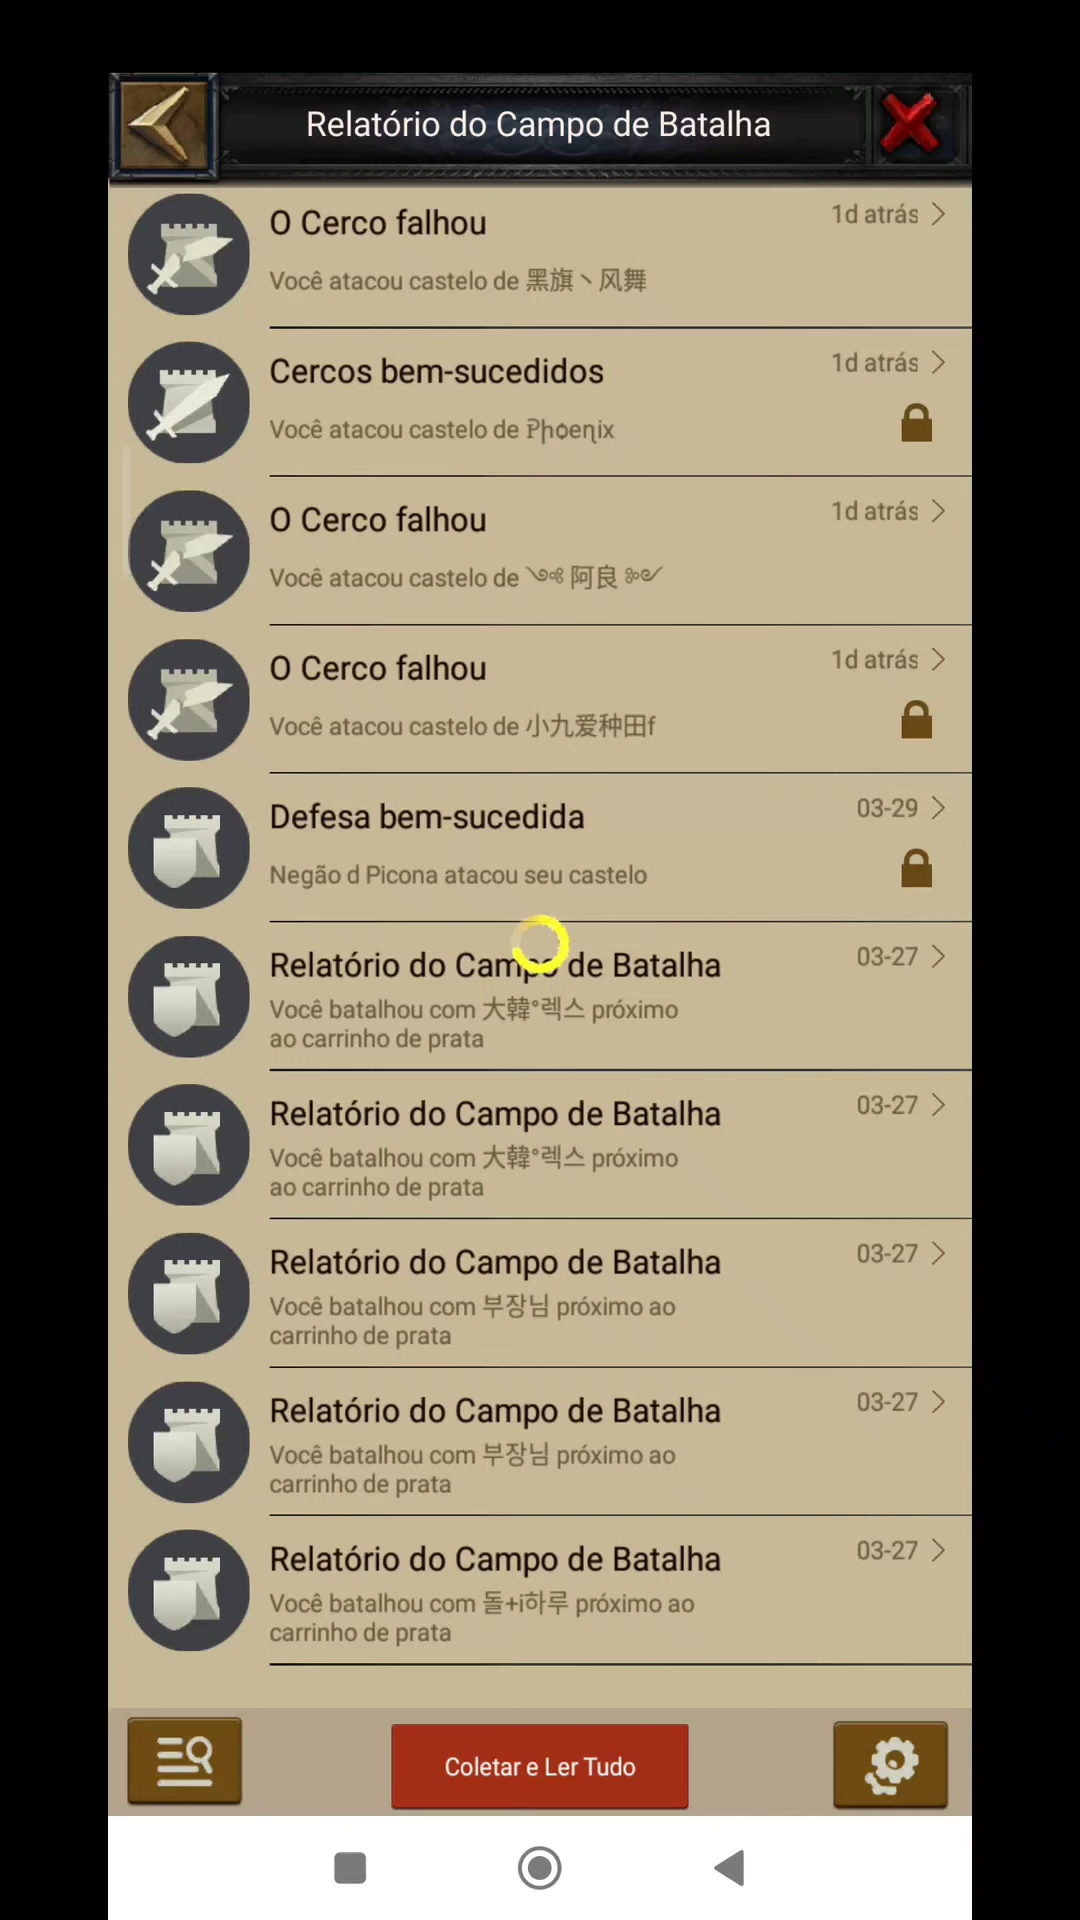 Relatório do Campo de Batalha
O Cerco falhou
1d atrás
Você atacou castelo de 黑旗丶风舞
Cercos bem-sucedidos
1d atrás
Você atacou castelo de
O Cerco falhou
1d atrás
Você atacou castelo de ༺ 阿良 ༻
O Cerco falhou
1d atrás
Você atacou castelo de 小九爱种田f
Defesa bem-sucedida
03-29
Negão d Picona atacou seu castelo
Relatório do Campo de Batalha
03-27
Você batalhou com 大韓°렉스 próximo
ao carrinho de prata
Relatório do Campo de Batalha
03-27
Você batalhou com 大韓°렉스 próximo
ao carrinho de prata
Relatório do Campo de Batalha
03-27
Você batalhou com 부장님 próximo ao
carrinho de prata
Relatório do Campo de Batalha
03-27
Você batalhou com 부장님 próximo ao
carrinho de prata
Relatório do Campo de Batalha
03-27
Você batalhou com 돌+i하루 próximo ao
carrinho de prata
Coletar e Ler Tudo